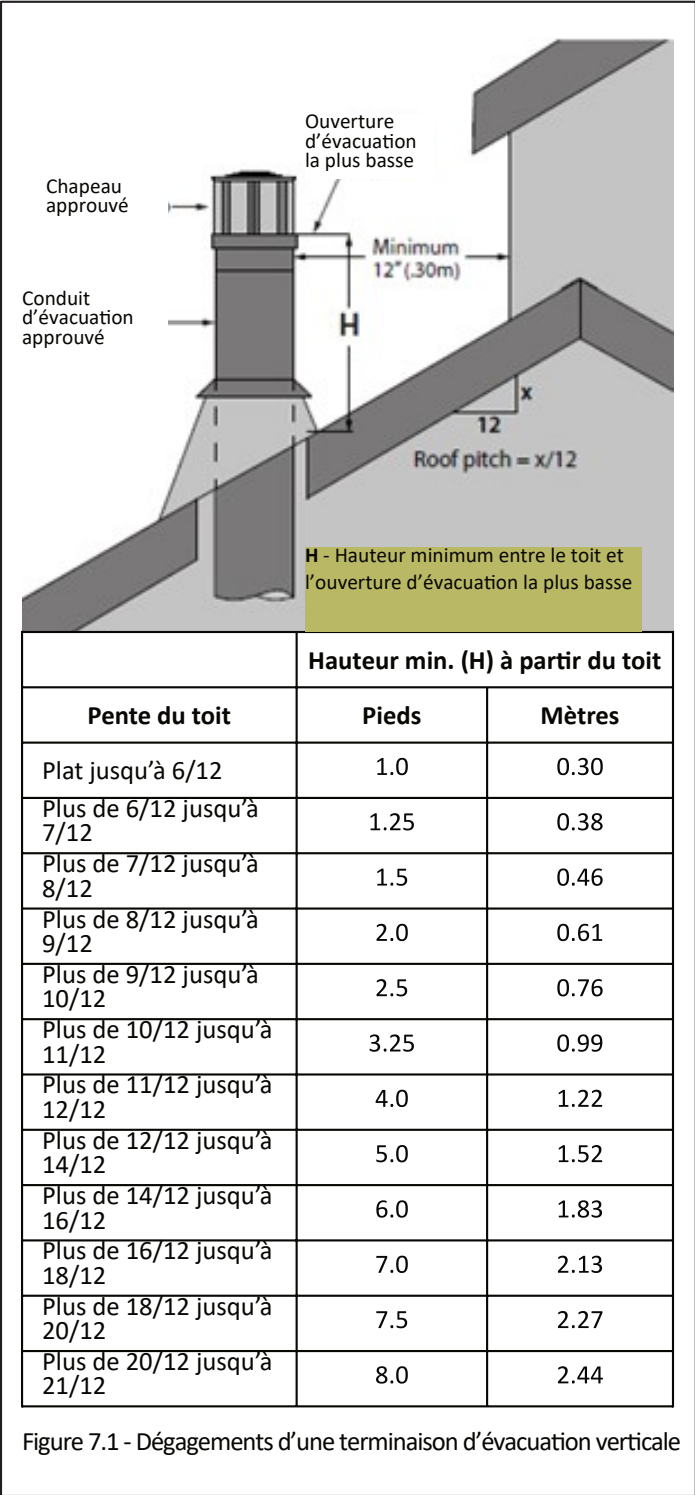 Ouverture
d’évacuation
la plus basse
Chapeau
approuvé
Minimum
12" (.30m)
Conduit
d’évacuation
approuvé
H
x
12
Roof pitch = x/12
H - Hauteur minimum entre le toit et
l’ouverture d’évacuation la plus basse
Hauteur min. (H) à partir du toit
Pente du toit Pieds Mètres
Plat jusqu’à 6/12 1.0 0.30
Plus de 6/12 jusqu’à
7/12 1.25 0.38
Plus de 7/12 jusqu’à
8/12 1.5 0.46
Plus de 8/12 jusqu’à
9/12 2.0 0.61
Plus de 9/12 jusqu’à
10/12 2.5 0.76
Plus de 10/12 jusqu’à
11/12 3.25 0.99
Plus de 11/12 jusqu’à
12/12 4.0 1.22
Plus de 12/12 jusqu’à
14/12 5.0 1.52
Plus de 14/12 jusqu’à
16/12 6.0 1.83
Plus de 16/12 jusqu’à
18/12 7.0 2.13
Plus de 18/12 jusqu’à
20/12 7.5 2.27
Plus de 20/12 jusqu’à
21/12 8.0 2.44
Figure 7.1 - Dégagements d’une terminaison d’évacuation verticale